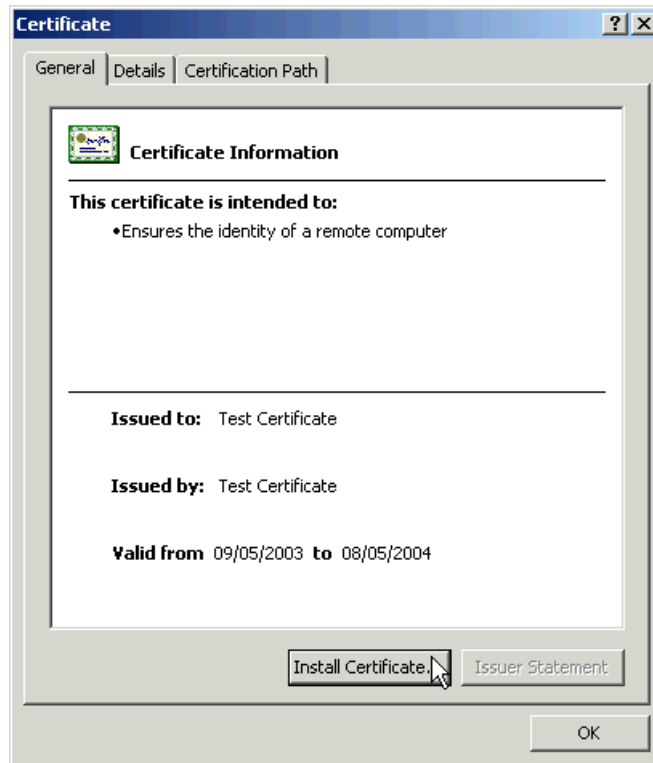 Certificate
General Details Certification Path
Certificate Information
This certificate is intended to:
•Ensures the identity of a remote computer
Issued to: Test Certificate
Issued by: Test Certificate
Valid from 09/05/2003 to 08/05/2004
Install Certificate. Issuer Statement
OK